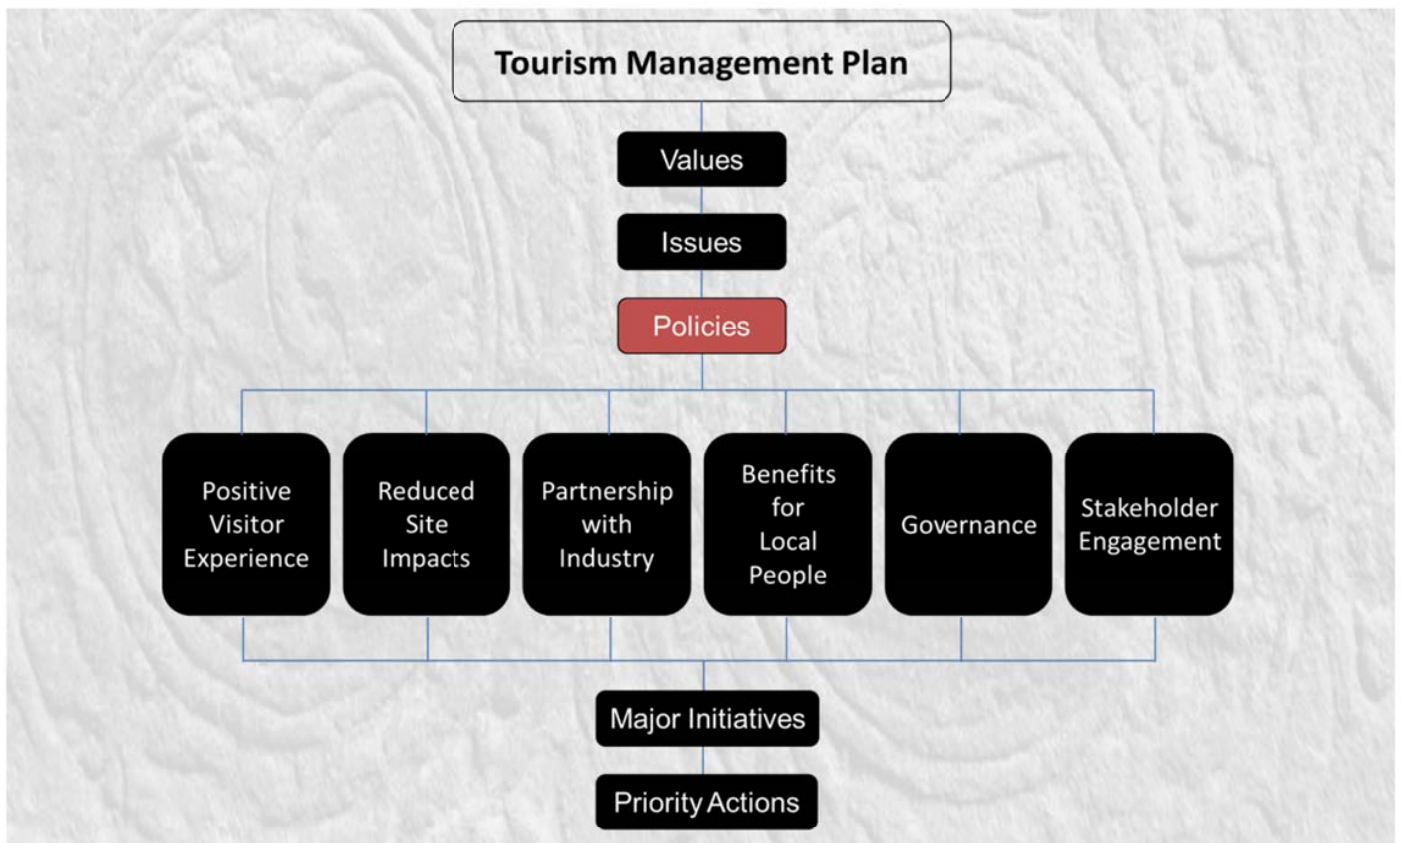 Tourism Management Plan
Values
Issues
Policies
Positive
Visitor
Experience
Reduced
Site
Impacts
Partnership
with
Industry
Benefits
for
Local
People
Governance
Stakeholder
Engagement
Major Initiatives
Priority Actions